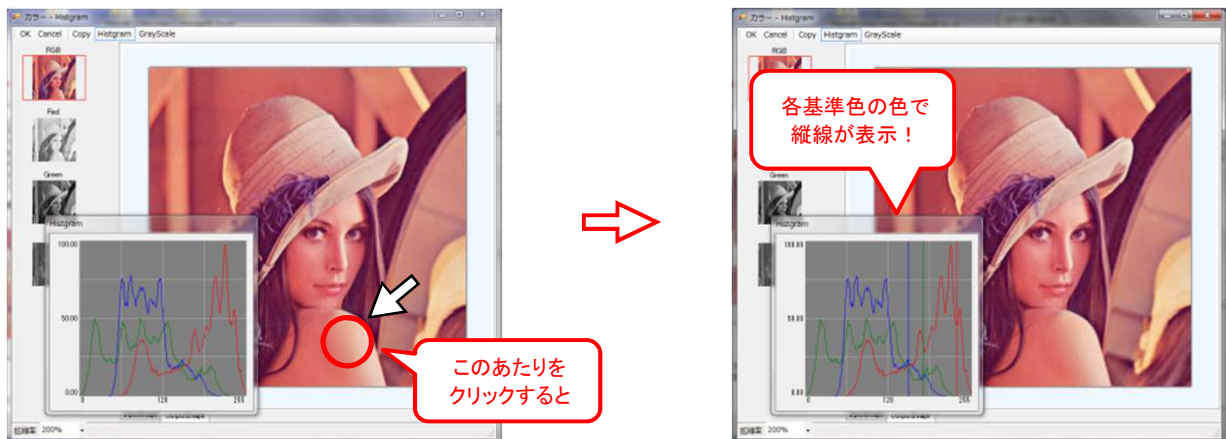 カラー - Histgram
OK Cancel Copy Histgram GrayScale
RGB
Red
Green
Histgram
100.00
50.00
0.00
0 128 255
このあたりを
クリックすると
拡縮率 200%
カラー - Histgram
OK Cancel Copy Histgram GrayScale
RGB
各基準色の色で
縦線が表示！
Green
Histgram
100.00
50.00
0.00
0 128 255
拡縮率 200%